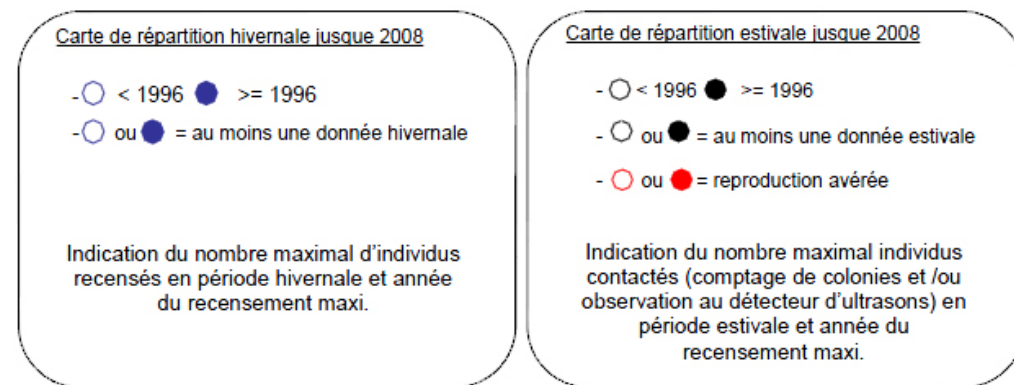 Carte de répartition hivernale jusque 2008
- < 1996 >= 1996
- ou = au moins une donnée hivernale
Indication du nombre maximal d'individus
recensés en période hivernale et année
du recensement maxi.
Carte de répartition estivale jusque 2008
- < 1996 >= 1996
- ou = au moins une donnée estivale
- ou = reproduction avérée
Indication du nombre maximal individus
contactés (comptage de colonies et /ou
observation au détecteur d'ultrasons) en
période estivale et année du
recensement maxi.